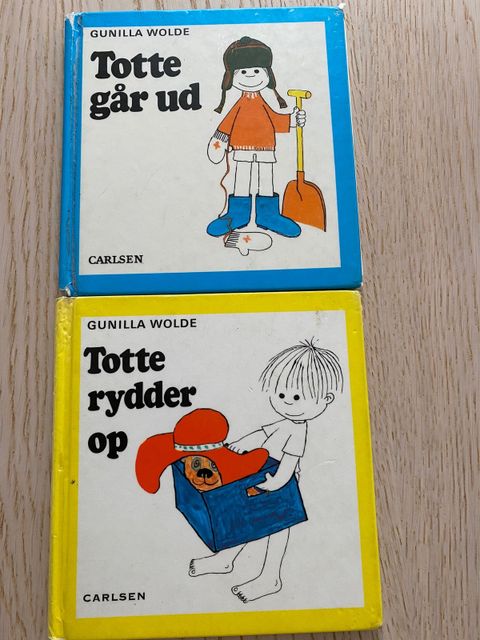 GUNILLA WOLDE
Totte
går ud
CARLSEN
GUNILLA WOLDE
Totte
rydder
op
CARLSEN